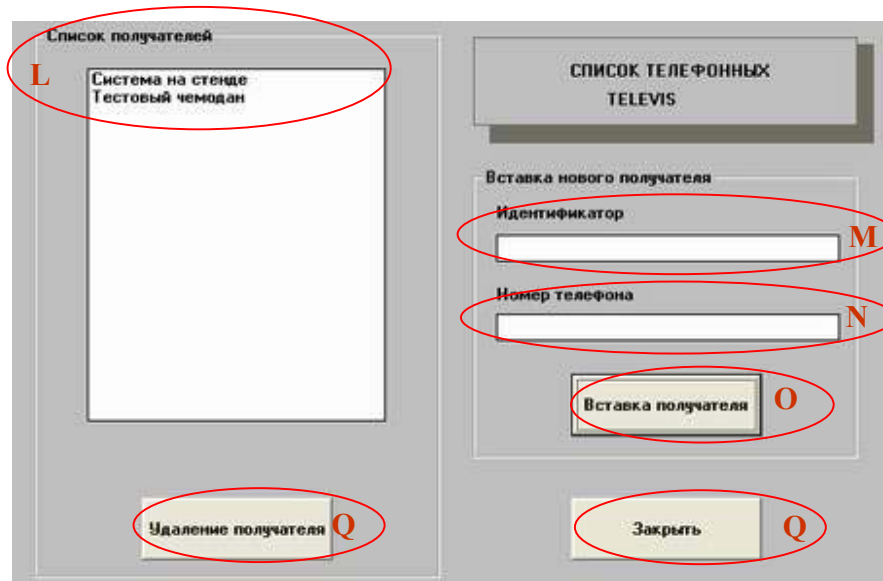 Список получателей
L
Система на стенде
Тестовый чемодан
Удаление получателя Q
СПИСОК ТЕЛЕФОННЫХ
TELEVIS
Вставка нового получателя
Идентификатор
M
Номер телефона
N
Вставка получателя O
Закрыть Q